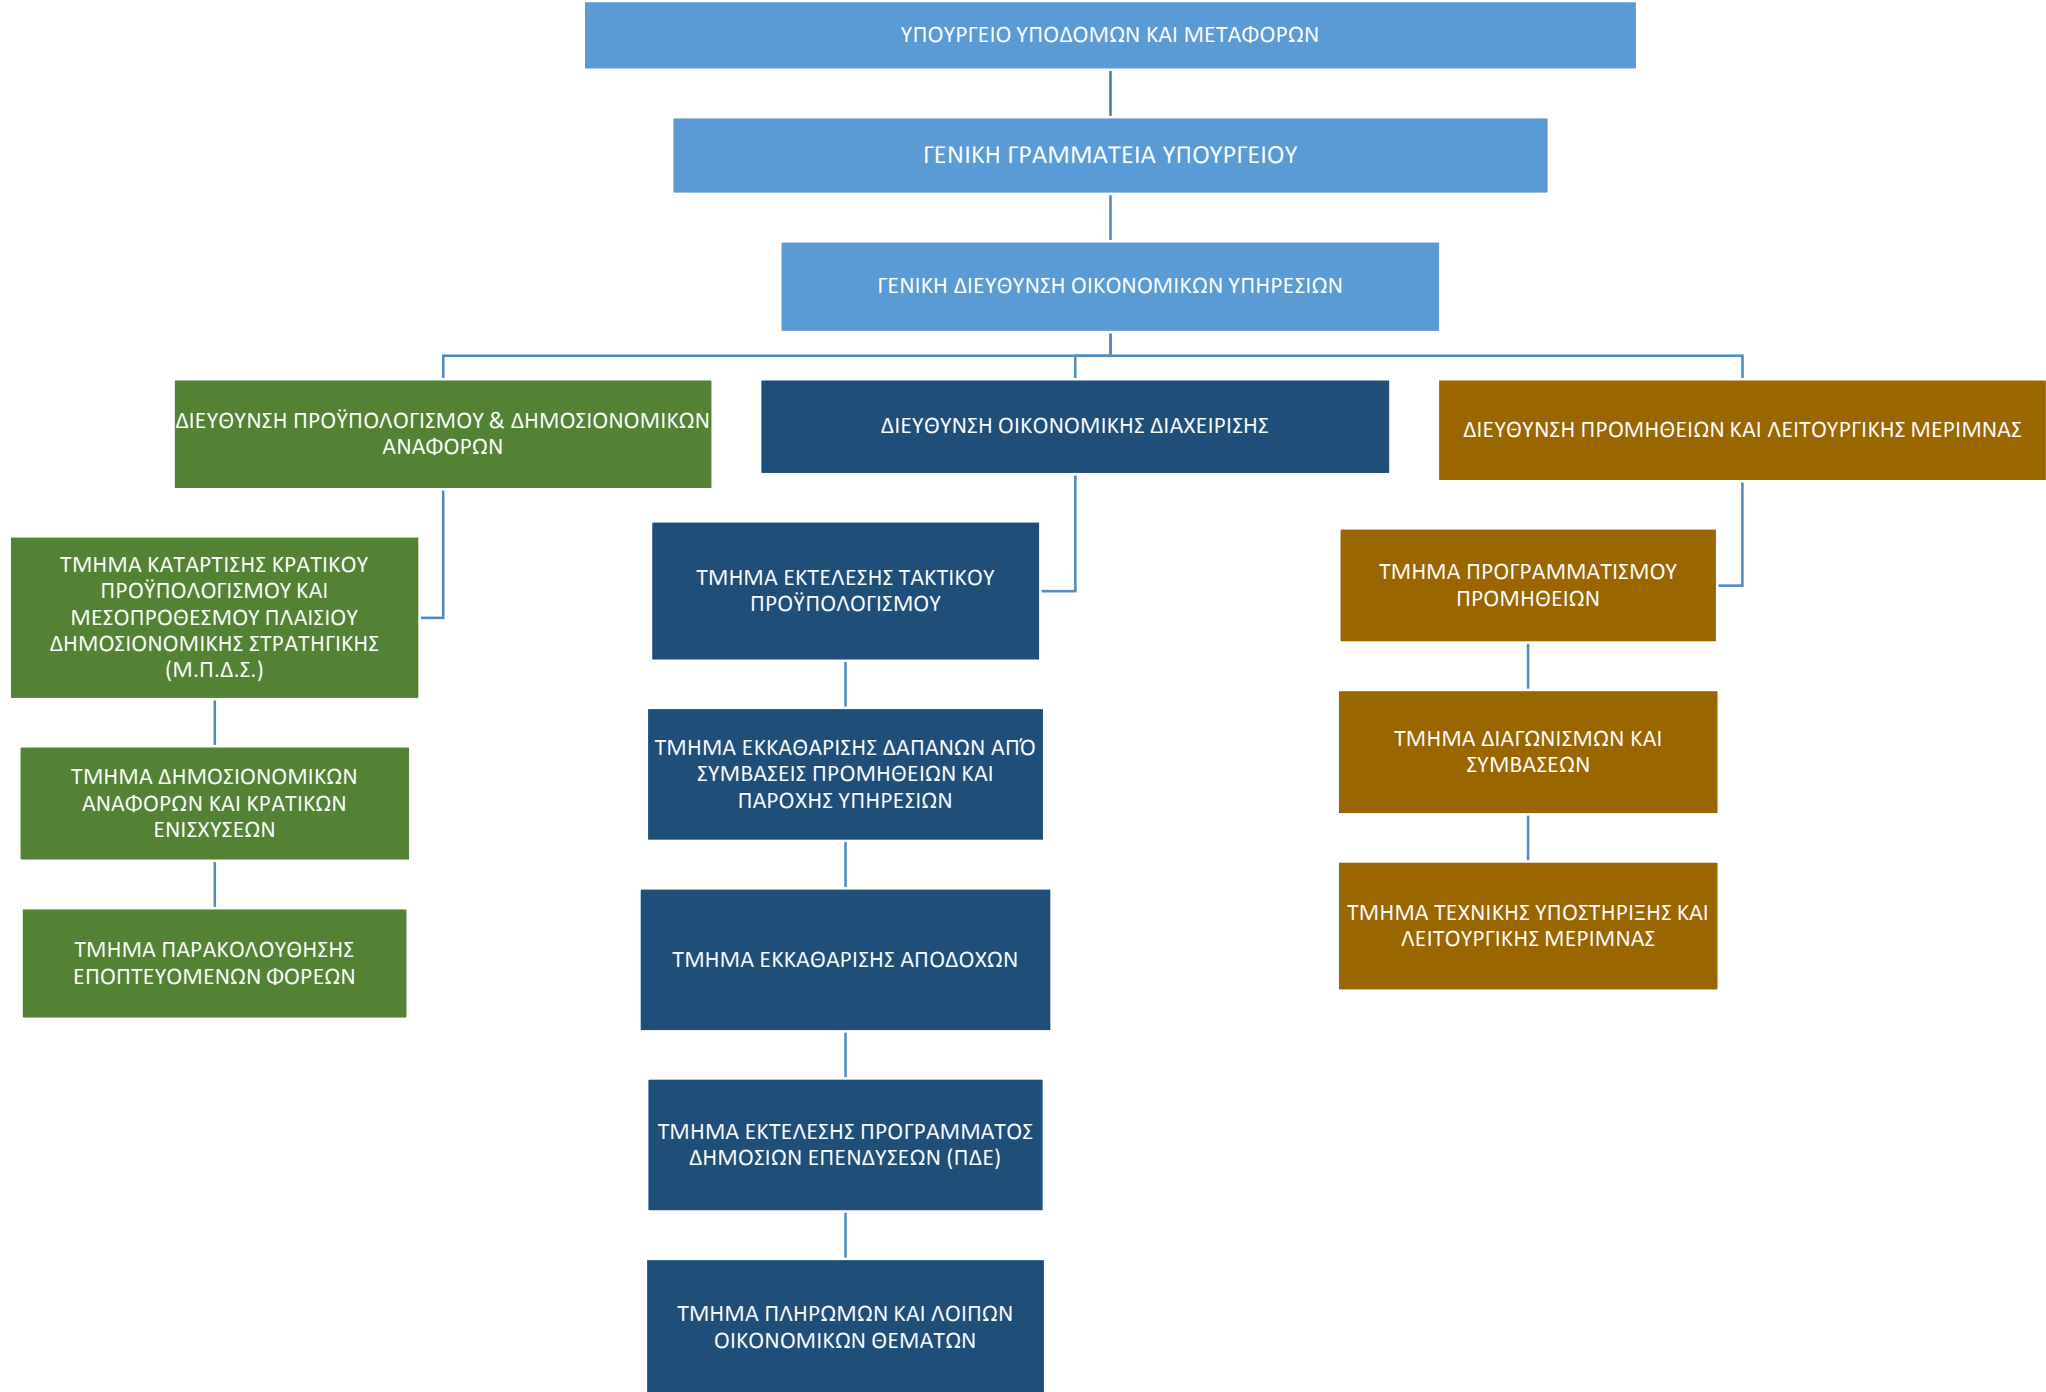 ΥΠΟΥΡΓΕΙΟ ΥΠΟΔΟΜΩΝ ΚΑΙ ΜΕΤΑΦΟΡΩΝ
ΓΕΝΙΚΗ ΓΡΑΜΜΑΤΕΙΑ ΥΠΟΥΡΓΕΙΟΥ
ΓΕΝΙΚΗ ΔΙΕΥΘΥΝΣΗ ΟΙΚΟΝΟΜΙΚΩΝ ΥΠΗΡΕΣΙΩΝ
ΔΙΕΥΘΥΝΣΗ ΠΡΟΫΠΟΛΟΓΙΣΜΟΥ & ΔΗΜΟΣΙΟΝΟΜΙΚΩΝ
ΑΝΑΦΟΡΩΝ
ΤΜΗΜΑ ΚΑΤΑΡΤΙΣΗΣ ΚΡΑΤΙΚΟΥ
ΠΡΟΫΠΟΛΟΓΙΣΜΟΥ ΚΑΙ
ΜΕΣΟΠΡΟΘΕΣΜΟΥ ΠΛΑΙΣΙΟΥ
ΔΗΜΟΣΙΟΝΟΜΙΚΗΣ ΣΤΡΑΤΗΓΙΚΗΣ
(Μ.Π.Δ.Σ.)
ΤΜΗΜΑ ΔΗΜΟΣΙΟΝΟΜΙΚΩΝ
ΑΝΑΦΟΡΩΝ ΚΑΙ ΚΡΑΤΙΚΩΝ
ΕΝΙΣΧΥΣΕΩΝ
ΤΜΗΜΑ ΠΑΡΑΚΟΛΟΥΘΗΣΗΣ
ΕΠΟΠΤΕΥΟΜΕΝΩΝ ΦΟΡΕΩΝ
ΔΙΕΥΘΥΝΣΗ ΟΙΚΟΝΟΜΙΚΗΣ ΔΙΑΧΕΙΡΙΣΗΣ
ΤΜΗΜΑ ΕΚΤΕΛΕΣΗΣ ΤΑΚΤΙΚΟΥ
ΠΡΟΫΠΟΛΟΓΙΣΜΟΥ
ΤΜΗΜΑ ΕΚΚΑΘΑΡΙΣΗΣ ΔΑΠΑΝΩΝ ΑΠΌ
ΣΥΜΒΑΣΕΙΣ ΠΡΟΜΗΘΕΙΩΝ ΚΑΙ
ΠΑΡΟΧΗΣ ΥΠΗΡΕΣΙΩΝ
ΤΜΗΜΑ ΕΚΚΑΘΑΡΙΣΗΣ ΑΠΟΔΟΧΩΝ
ΤΜΗΜΑ ΕΚΤΕΛΕΣΗΣ ΠΡΟΓΡΑΜΜΑΤΟΣ
ΔΗΜΟΣΙΩΝ ΕΠΕΝΔΥΣΕΩΝ (ΠΔΕ)
ΤΜΗΜΑ ΠΛΗΡΩΜΩΝ ΚΑΙ ΛΟΙΠΩΝ
ΟΙΚΟΝΟΜΙΚΩΝ ΘΕΜΑΤΩΝ
ΔΙΕΥΘΥΝΣΗ ΠΡΟΜΗΘΕΙΩΝ ΚΑΙ ΛΕΙΤΟΥΡΓΙΚΗΣ ΜΕΡΙΜΝΑΣ
ΤΜΗΜΑ ΠΡΟΓΡΑΜΜΑΤΙΣΜΟΥ
ΠΡΟΜΗΘΕΙΩΝ
ΤΜΗΜΑ ΔΙΑΓΩΝΙΣΜΩΝ ΚΑΙ
ΣΥΜΒΑΣΕΩΝ
ΤΜΗΜΑ ΤΕΧΝΙΚΗΣ ΥΠΟΣΤΗΡΙΞΗΣ ΚΑΙ
ΛΕΙΤΟΥΡΓΙΚΗΣ ΜΕΡΙΜΝΑΣ